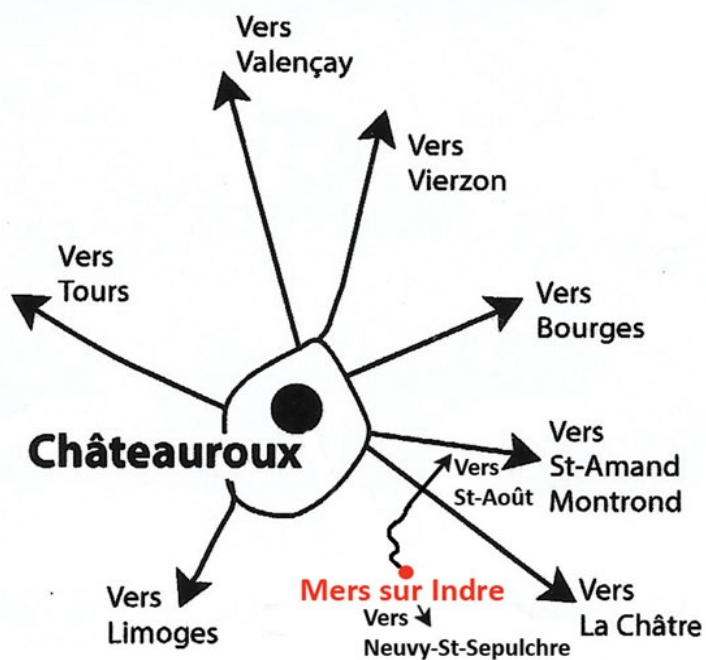 Vers
Valençay
Vers
Vierzon
Vers
Tours
Vers
Bourges
Châteauroux
Vers
St-Amand
Montrond
Vers
St-Août
Mers sur Indre
Vers
Neuvy-St-Sepulchre
Vers
La Châtre
Vers
Limoges